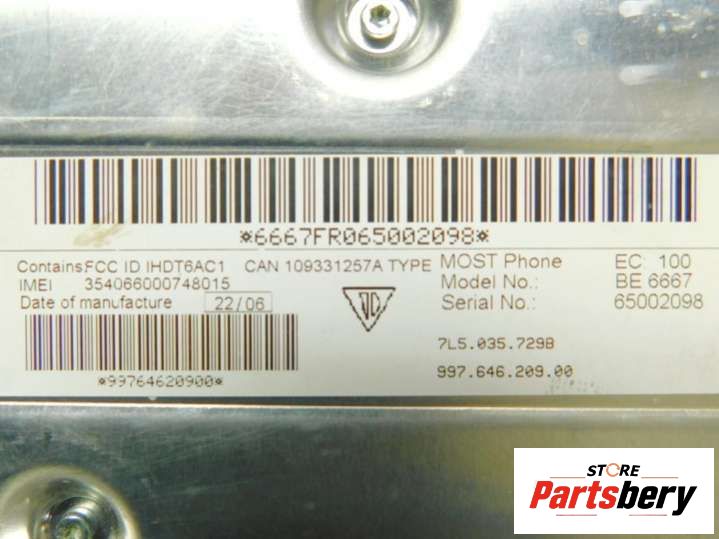 *6667FR065002098*
Contains:FCC ID IHDT6AC1 CAN 109331257A TYPE MOST Phone EC: 100
IMEI 354066000748015 Model No.: BE 6667
Date of manufacture 22/06 Serial No.: 65002098
7L5.035.729B
*99764620900* 997.646.209.00
STORE
Partsbery